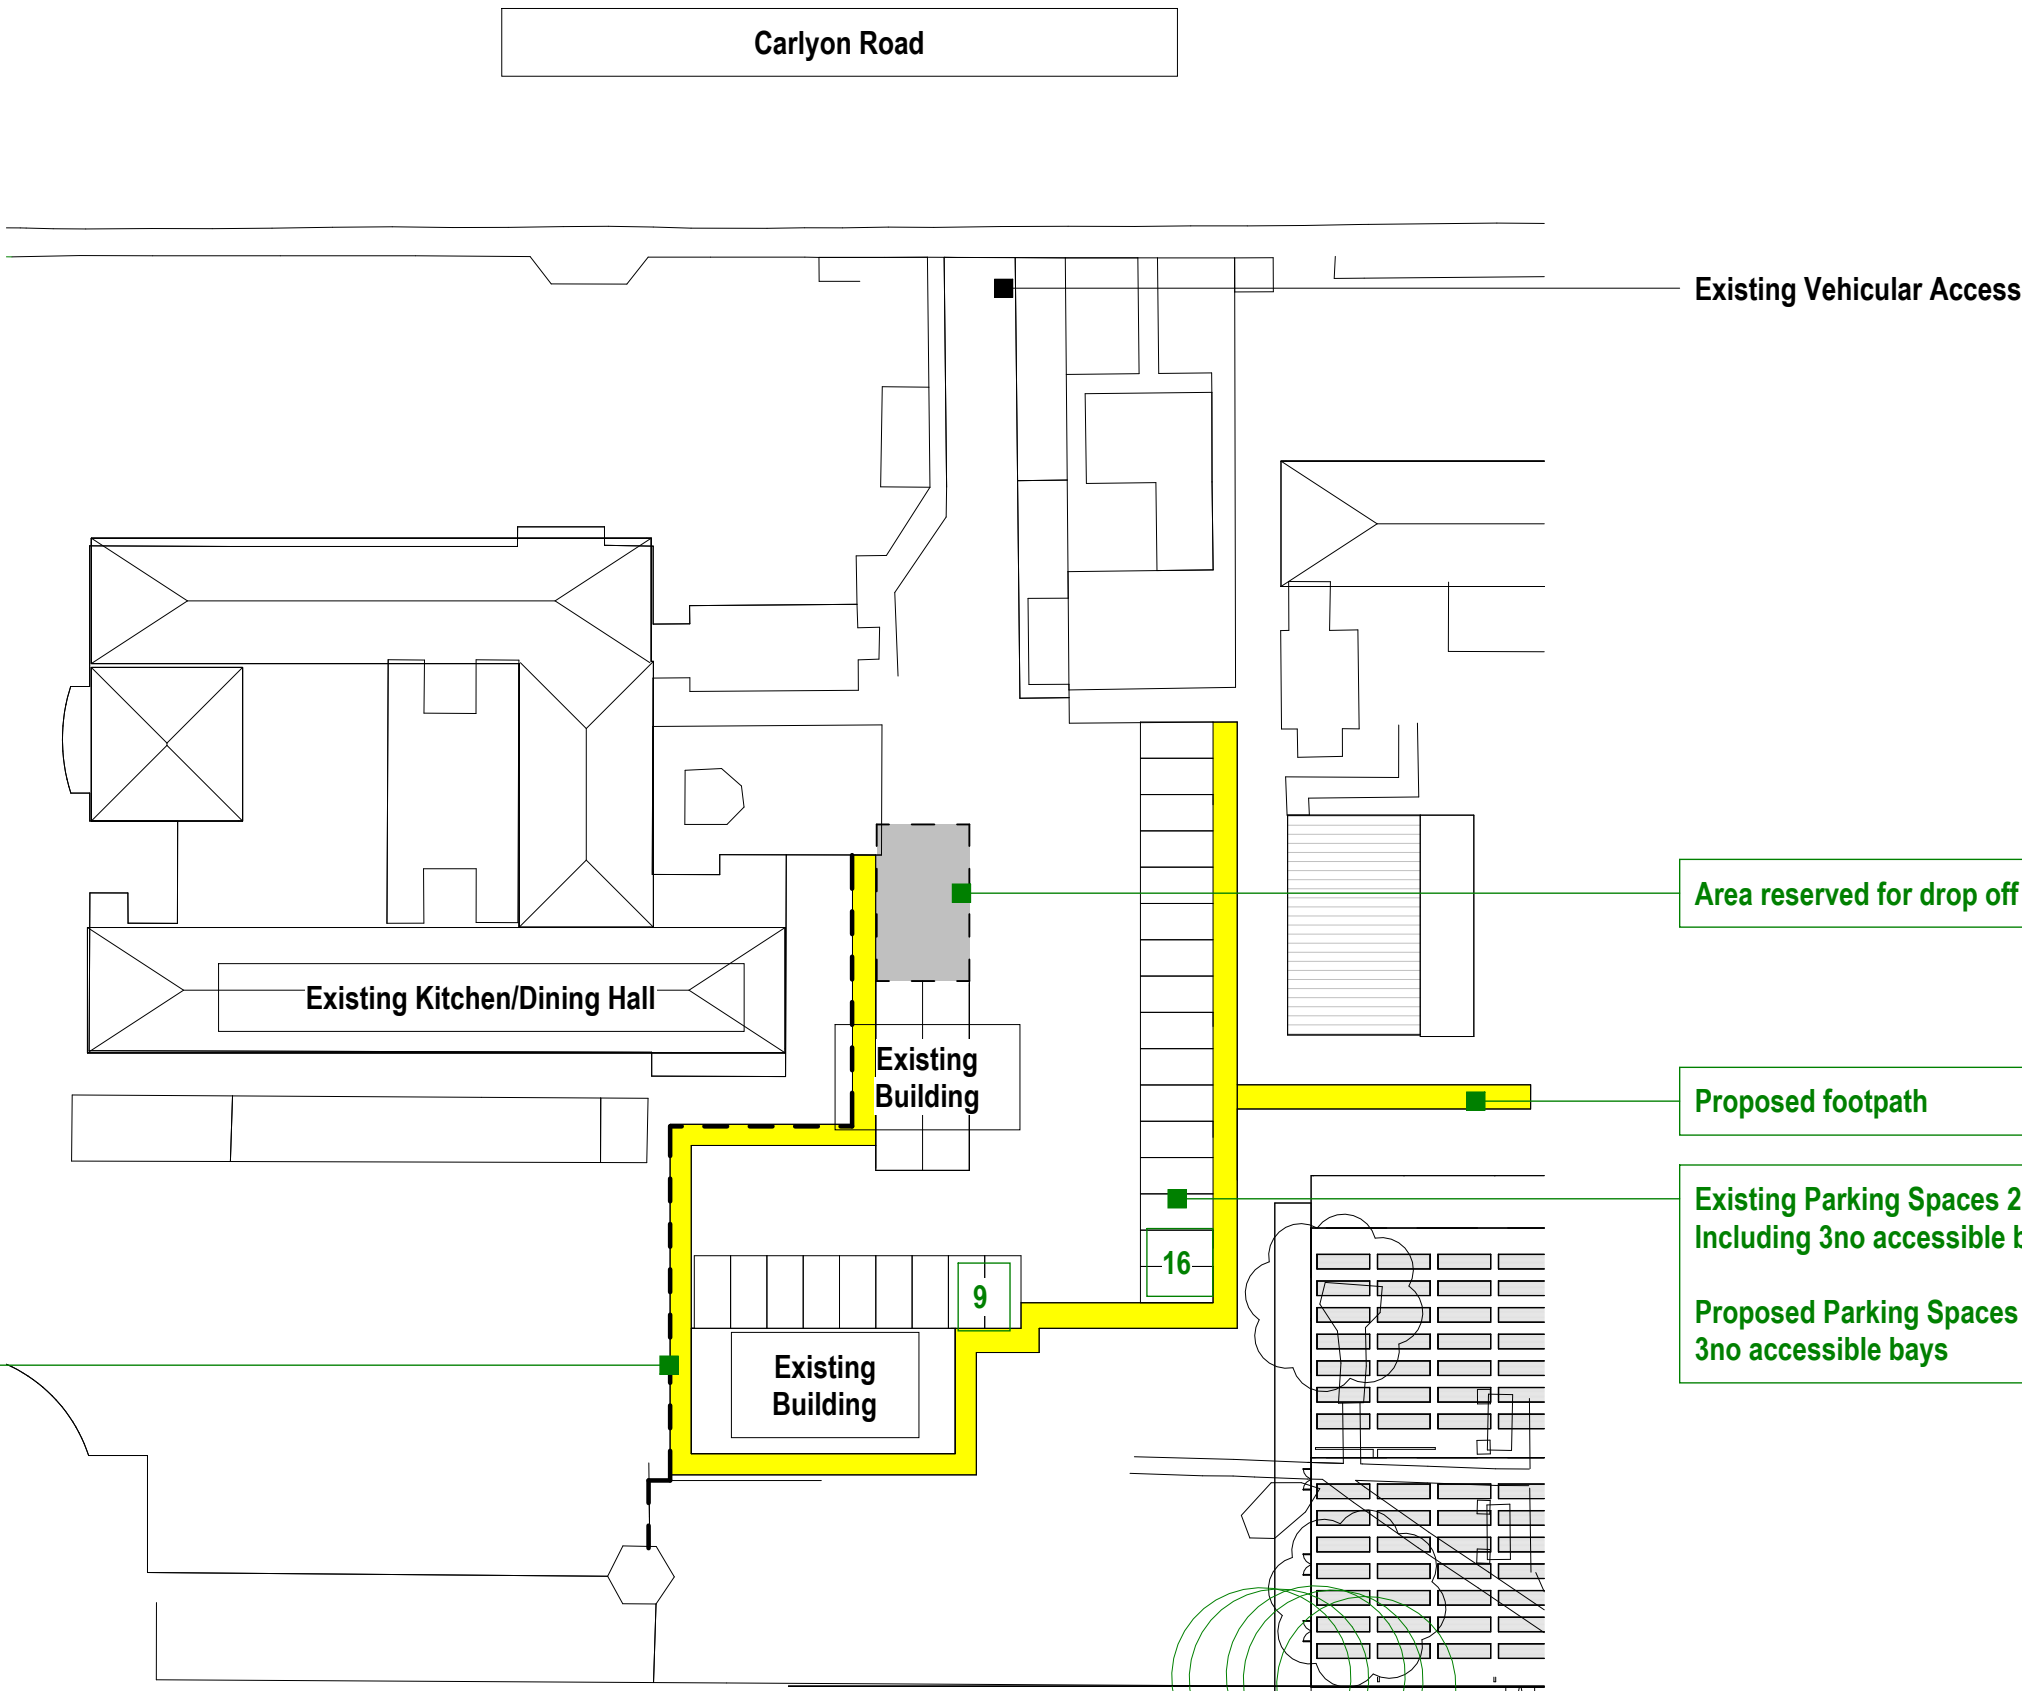 Carlyon Road
Existing Vehicular Access
Area reserved for drop off
Existing Kitchen/Dining Hall
Existing
Building
Proposed footpath
Existing Parking Spaces 2
Including 3no accessible
16
9
Proposed Parking Spaces
3no accessible bays
Existing
Building